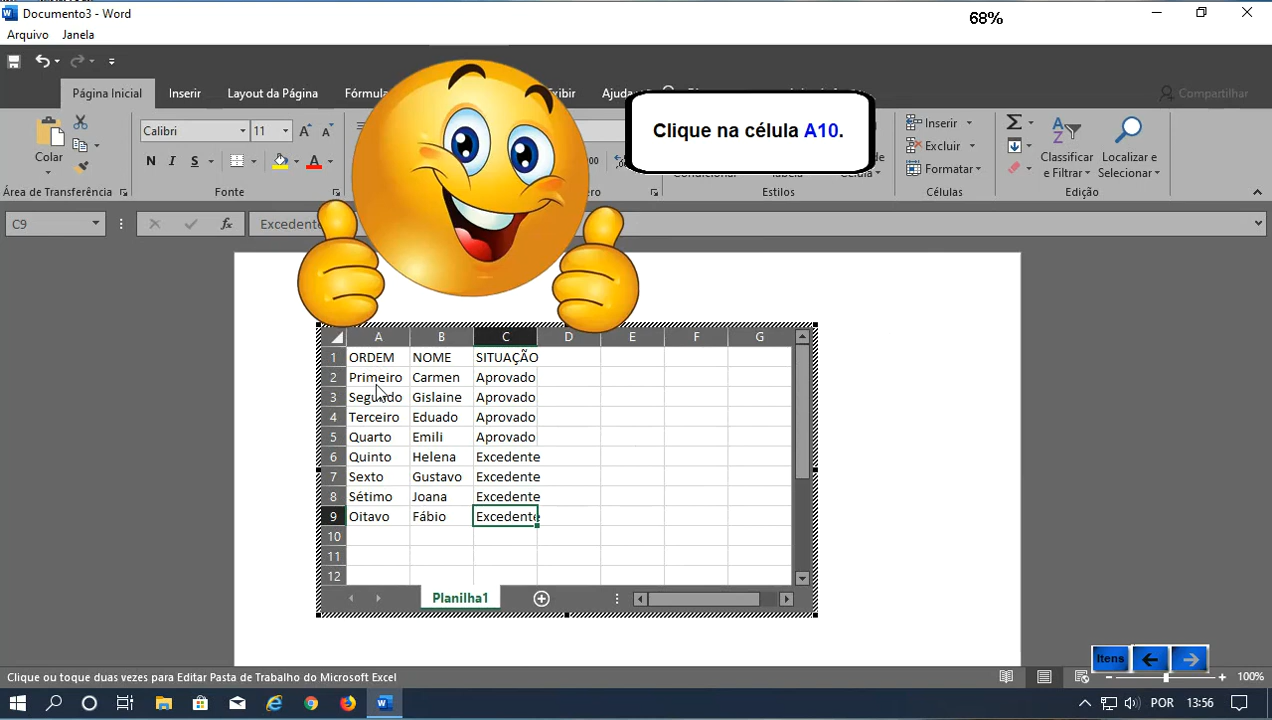 Documento3 - Word
68%
Arquivo Janela
Página Inicial Inserir Layout da Página Fórmu Exibir Ajuda Compartilhar
Clique na célula A10.
Colar
Calibri 11
N I S A
Inserir
Excluir
Formatar
Classificar e Filtrar
Localizar e Selecionar
Área de Transferência Fonte Estilos Células Edição
C9 fx Excedente
A B C D E F G
1 ORDEM NOME SITUAÇÃO
2 Primeiro Carmen Aprovado
3 Segundo Gislaine Aprovado
4 Terceiro Eduado Aprovado
5 Quarto Emili Aprovado
6 Quinto Helena Excedente
7 Sexto Gustavo Excedente
8 Sétimo Joana Excedente
9 Oitavo Fábio Excedente
10
11
12
Planilha1
Itens
Clique ou toque duas vezes para Editar Pasta de Trabalho do Microsoft Excel 100%
POR 13:56